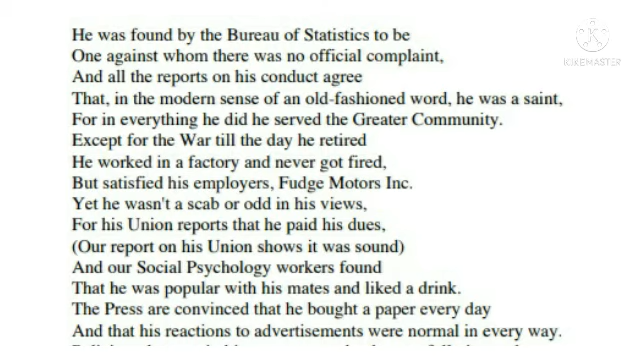 He was found by the Bureau of Statistics to be
One against whom there was no official complaint,
And all the reports on his conduct agree
That, in the modern sense of an old-fashioned word, he was a saint,
For in everything he did he served the Greater Community.
Except for the War till the day he retired
He worked in a factory and never got fired,
But satisfied his employers, Fudge Motors Inc.
Yet he wasn't a scab or odd in his views,
For his Union reports that he paid his dues,
(Our report on his Union shows it was sound)
And our Social Psychology workers found
That he was popular with his mates and liked a drink.
The Press are convinced that he bought a paper every day
And that his reactions to advertisements were normal in every way.
KINEMASTER